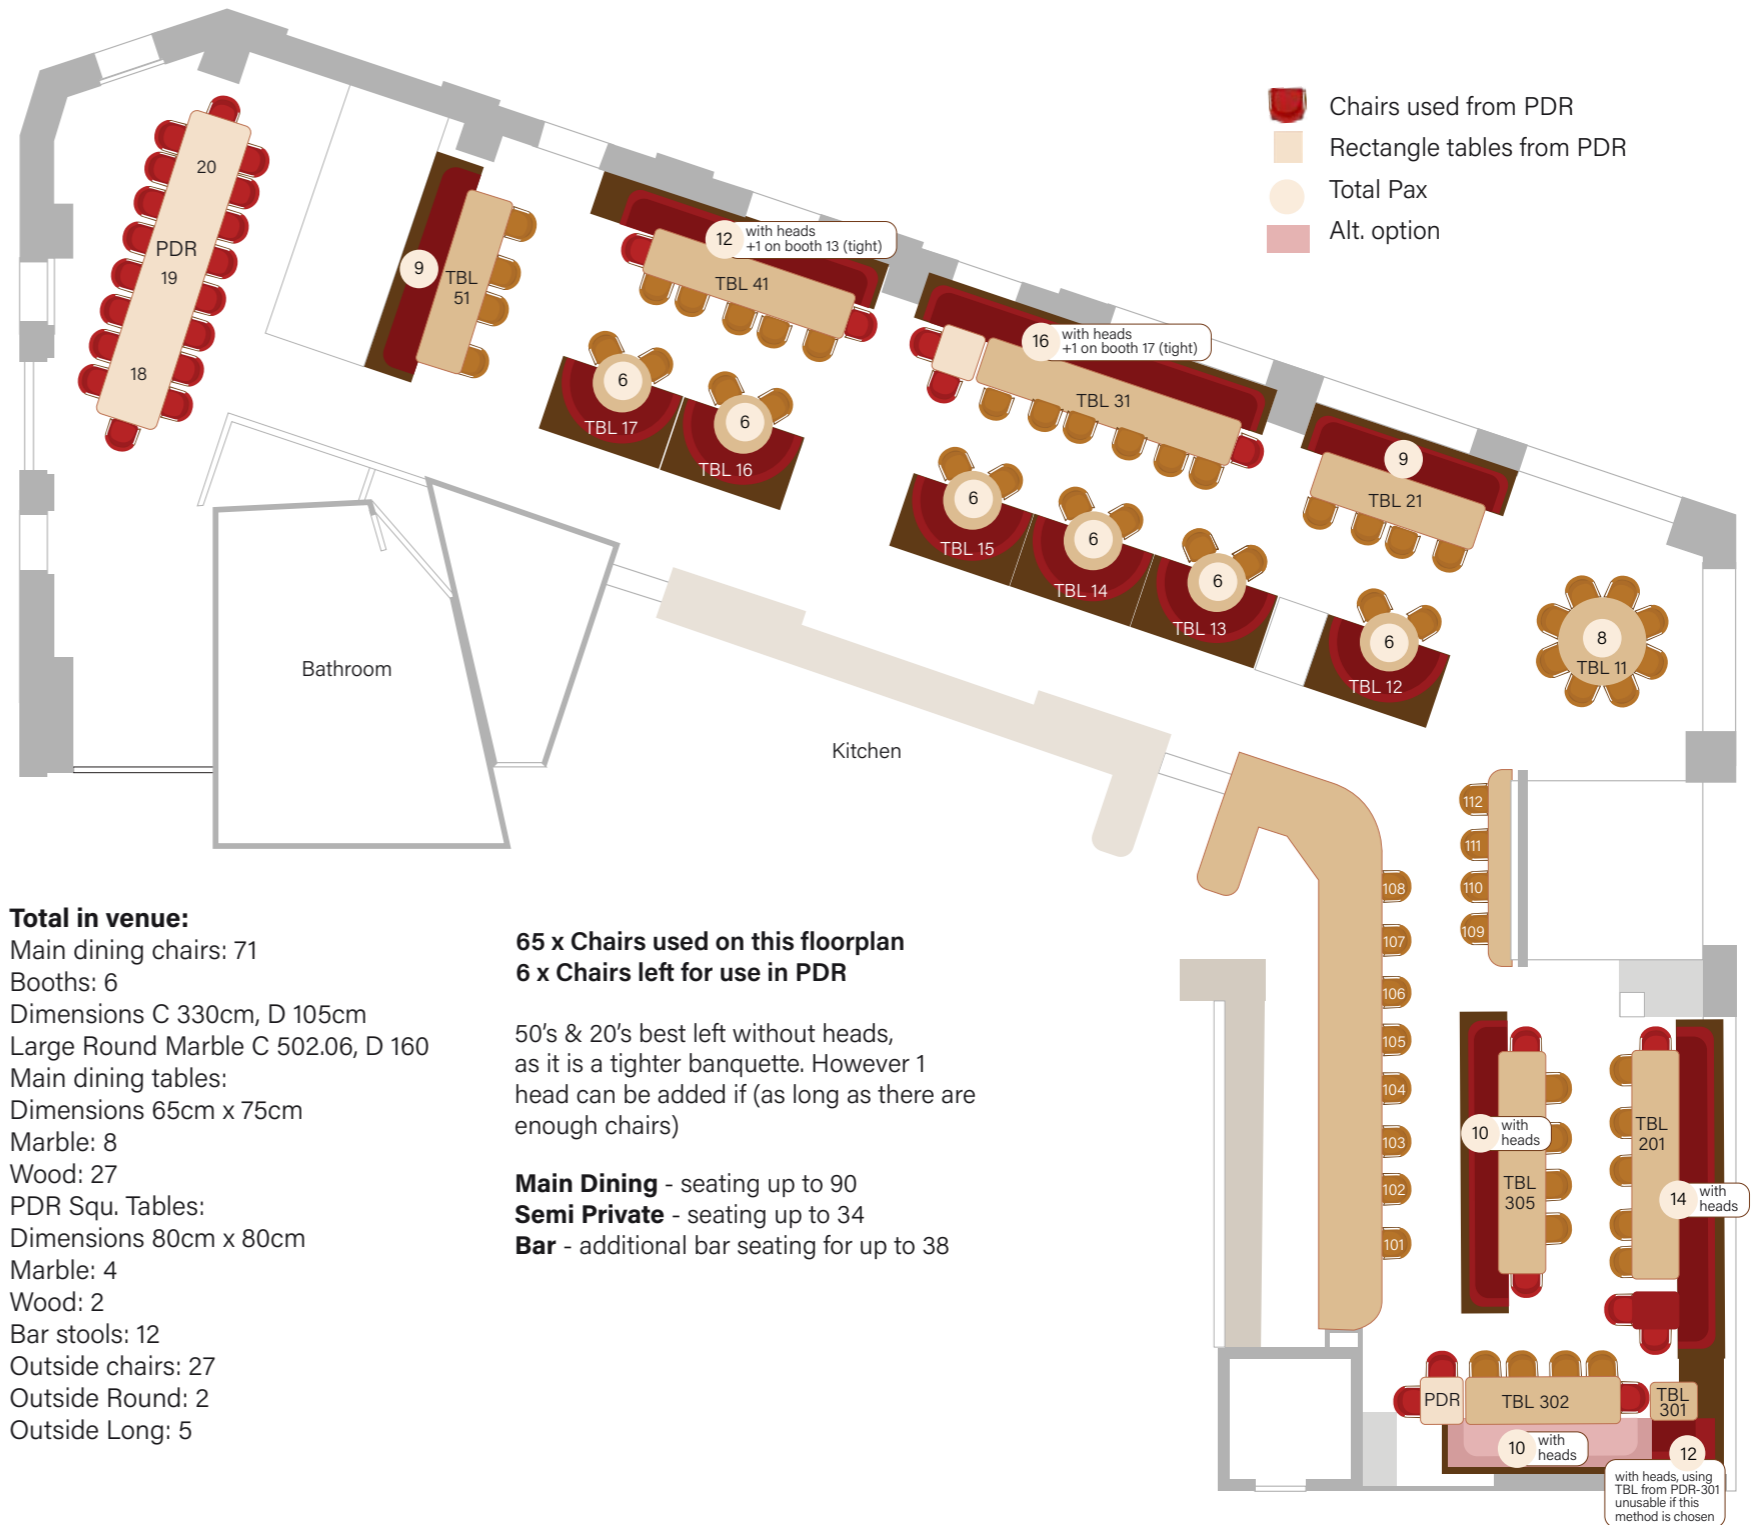 Chairs used from PDR
Rectangle tables from PDR
Total Pax
Alt. option
20
PDR
19
18
9
TBL
51
12
with heads
+1 on booth 13 (tight)
TBL 41
6
TBL 17
6
TBL 16
16
with heads
+1 on booth 17 (tight)
TBL 31
6
TBL 15
6
TBL 14
6
TBL 13
9
TBL 21
6
TBL 12
8
TBL 11
Bathroom
Kitchen
112
111
110
109
108
107
106
105
104
103
102
101
10
with
heads
TBL
305
TBL
201
14
with
heads
PDR
TBL 302
TBL
301
10
with
heads
12
with heads, using
TBL from PDR-301
unusable if this
method is chosen
Total in venue:
Main dining chairs: 71
Booths: 6
Dimensions C 330cm, D 105cm
Large Round Marble C 502.06, D 160
Main dining tables:
Dimensions 65cm x 75cm
Marble: 8
Wood: 27
PDR Squ. Tables:
Dimensions 80cm x 80cm
Marble: 4
Wood: 2
Bar stools: 12
Outside chairs: 27
Outside Round: 2
Outside Long: 5
65 x Chairs used on this floorplan
6 x Chairs left for use in PDR
50's & 20's best left without heads,
as it is a tighter banquette. However 1
head can be added if (as long as there are
enough chairs)
Main Dining - seating up to 90
Semi Private - seating up to 34
Bar - additional bar seating for up to 38